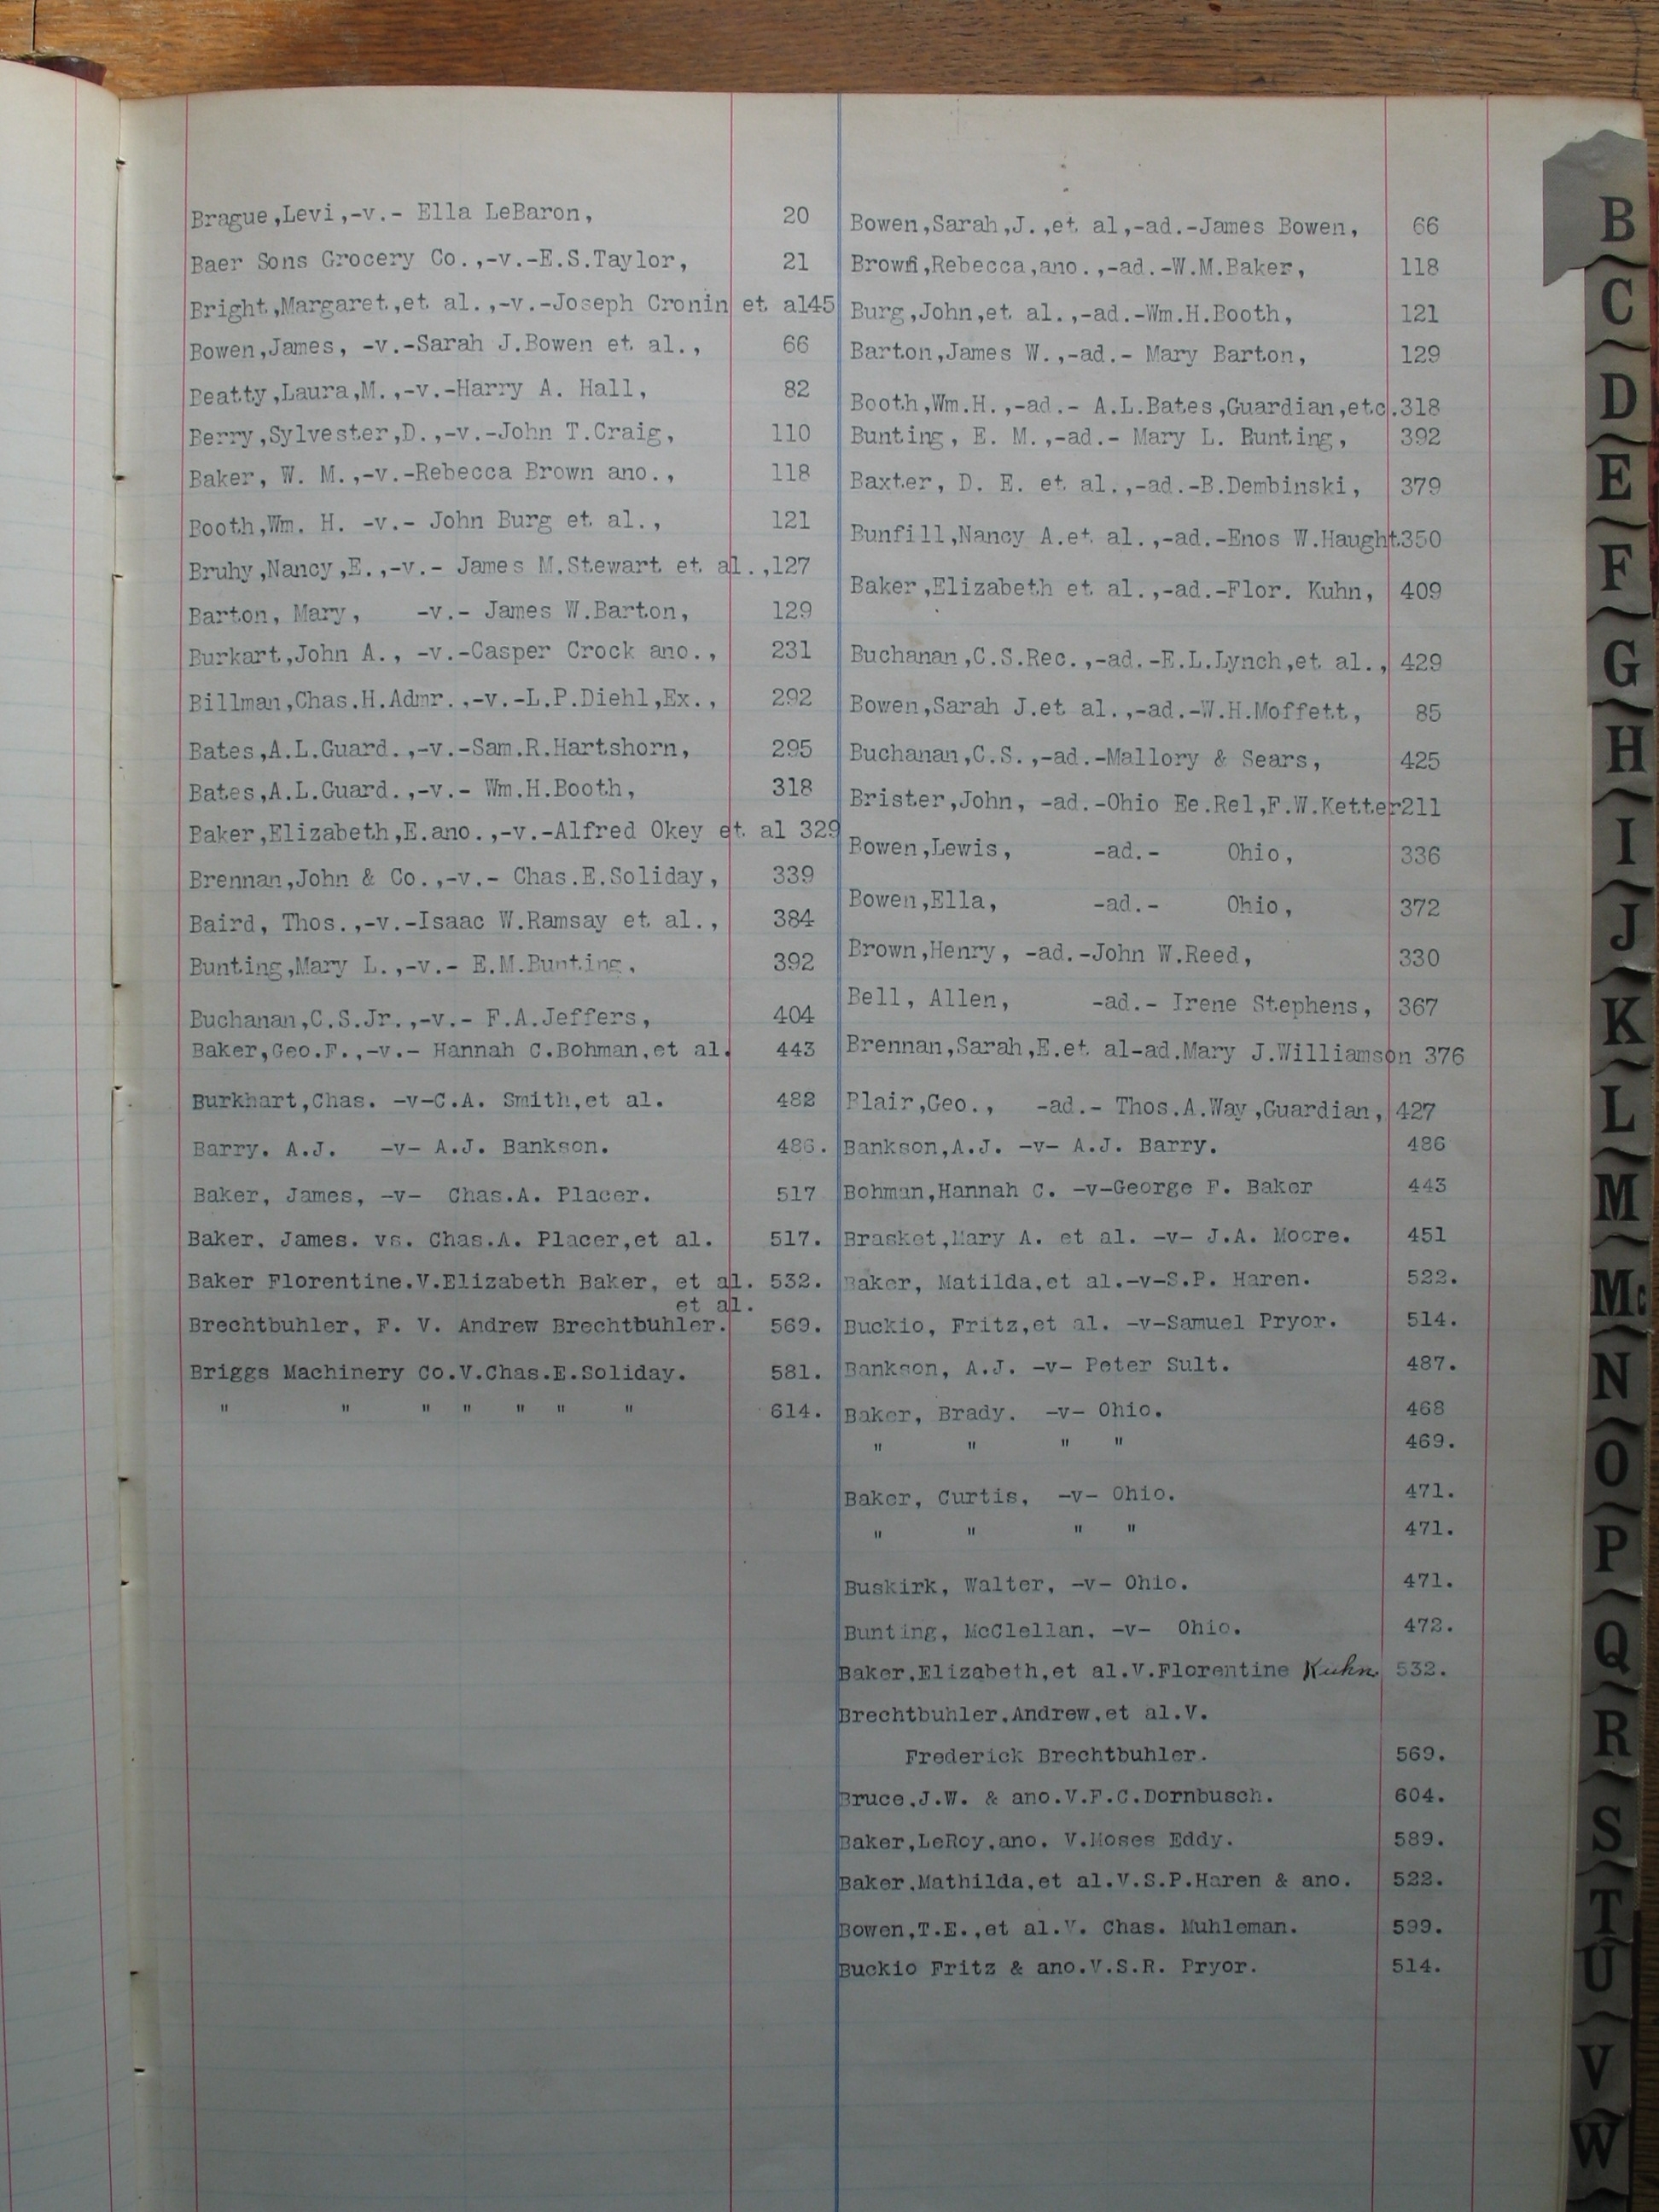 Brague,Levi,-v.- Ella LeBaron, 20
Baer Sons Grocery Co.,-v.-E.S.Taylor, 21
Bright,Margaret,et al.,-v.-Joseph Cronin et al45
Bowen,James, -v.-Sarah J.Bowen et al., 66
Beatty,Laura,M.,-v.-Harry A. Hall, 82
Berry,Sylvester,D.,-v.-John T.Craig, 110
Baker, W. M.,-v.-Rebecca Brown ano., 118
Booth,Wm. H. -v.- John Burg et al., 121
Bruhy,Nancy,E.,-v.- James M.Stewart et al.,127
Barton, Mary, -v.- James W.Barton, 129
Burkart,John A., -v.-Casper Crock ano., 231
Billman,Chas.H.Admr.,-v.-L.P.Diehl,Ex., 292
Bates,A.L.Guard.,-v.-Sam.R.Hartshorn, 295
Bates,A.L.Guard.,-v.- Wm.H.Booth, 318
Baker,Elizabeth,E.ano.,-v.-Alfred Okey et al 329
Brennan,John & Co.,-v.- Chas.E.Soliday, 339
Baird, Thos.,-v.-Isaac W.Ramsay et al., 384
Bunting,Mary L.,-v.- E.M.Bunting. 392
Buchanan,C.S.Jr.,-v.- F.A.Jeffers, 404
Baker,Geo.F.,-v.- Hannah C.Bohman,et al. 443
Burkhart,Chas. -v-C.A. Smith,et al. 482
Barry. A.J. -v- A.J. Bankson. 486.
Baker, James, -v- Chas.A. Placer. 517
Baker. James. vs. Chas.A. Placer,et al. 517.
Baker Florentine.V.Elizabeth Baker, et al. 532.
et al.
Brechtbuhler, F. V. Andrew Brechtbuhler. 569.
Briggs Machinery Co.V.Chas.E.Soliday. 581.
" " " " " " " 614.
Bowen,Sarah,J.,et al,-ad.-James Bowen, 66
Brown,Rebecca,ano.,-ad.-W.M.Baker, 118
Burg,John,et al.,-ad.-Wm.H.Booth, 121
Barton,James W.,-ad.- Mary Barton, 129
Booth,Wm.H.,-ad.- A.L.Bates,Guardian,etc.318
Bunting, E. M.,-ad.- Mary L. Bunting, 392
Baxter, D. E. et al.,-ad.-B.Dembinski, 379
Bunfill,Nancy A.et al.,-ad.-Enos W.Haught.350
Baker,Elizabeth et al.,-ad.-Flor. Kuhn, 409
Buchanan,C.S.Rec.,-ad.-E.L.Lynch,et al., 429
Bowen,Sarah J.et al.,-ad.-W.H.Moffett, 85
Buchanan,C.S.,-ad.-Mallory & Sears, 425
Brister,John, -ad.-Ohio Ee.Rel,F.W.Ketter211
Bowen,Lewis, -ad.- Ohio, 336
Bowen,Ella, -ad.- Ohio, 372
Brown,Henry, -ad.-John W.Reed, 330
Bell, Allen, -ad.- Irene Stephens, 367
Brennan,Sarah,E.et al-ad.Mary J.Williamson 376
Blair,Geo., -ad.- Thos.A.Way,Guardian, 427
Bankson,A.J. -v- A.J. Barry. 486
Bohman,Hannah C. -v-George F. Baker 443
Brasket,Mary A. et al. -v- J.A. Moore. 451
Baker, Matilda,et al.-v-S.P. Haren. 522.
Buckio, Fritz,et al. -v-Samuel Pryor. 514.
Bankson, A.J. -v- Peter Sult. 487.
Baker, Brady. -v- Ohio. 468
" " " " 469.
Baker, Curtis, -v- Ohio. 471.
" " " " 471.
Buskirk, Walter, -v- Ohio. 471.
Bunting, McClellan. -v- Ohio. 472.
Baker,Elizabeth,et al.V.Florentine Kuhn. 532.
Brechtbuhler,Andrew,et al.V.
Frederick Brechtbuhler. 569.
Bruce,J.W. & ano.V.F.C.Dornbusch. 604.
Baker,LeRoy,ano. V.Moses Eddy. 589.
Baker,Mathilda,et al.V.S.P.Haren & ano. 522.
Bowen,T.E.,et al.V. Chas. Muhleman. 599.
Buckio Fritz & ano.V.S.R. Pryor. 514.
B
C
D
E
F
G
H
I
J
K
L
M
Mc
N
O
P
Q
R
S
T
U
V
W